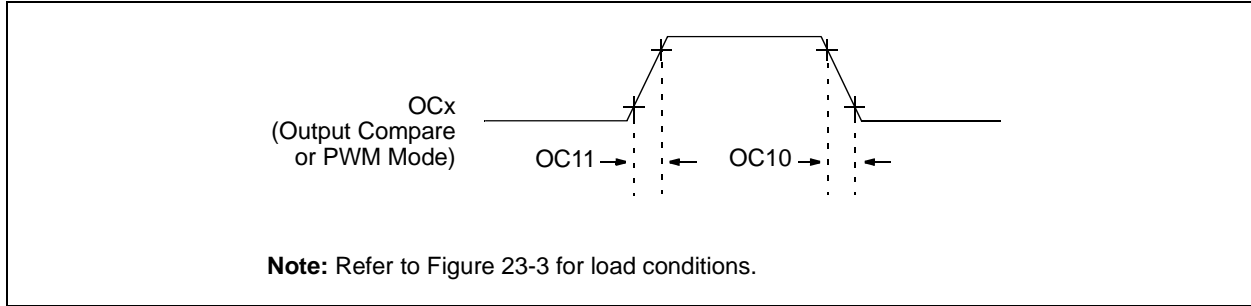 OCx
(Output Compare
or PWM Mode)
OC11
OC10
Note: Refer to Figure 23-3 for load conditions.